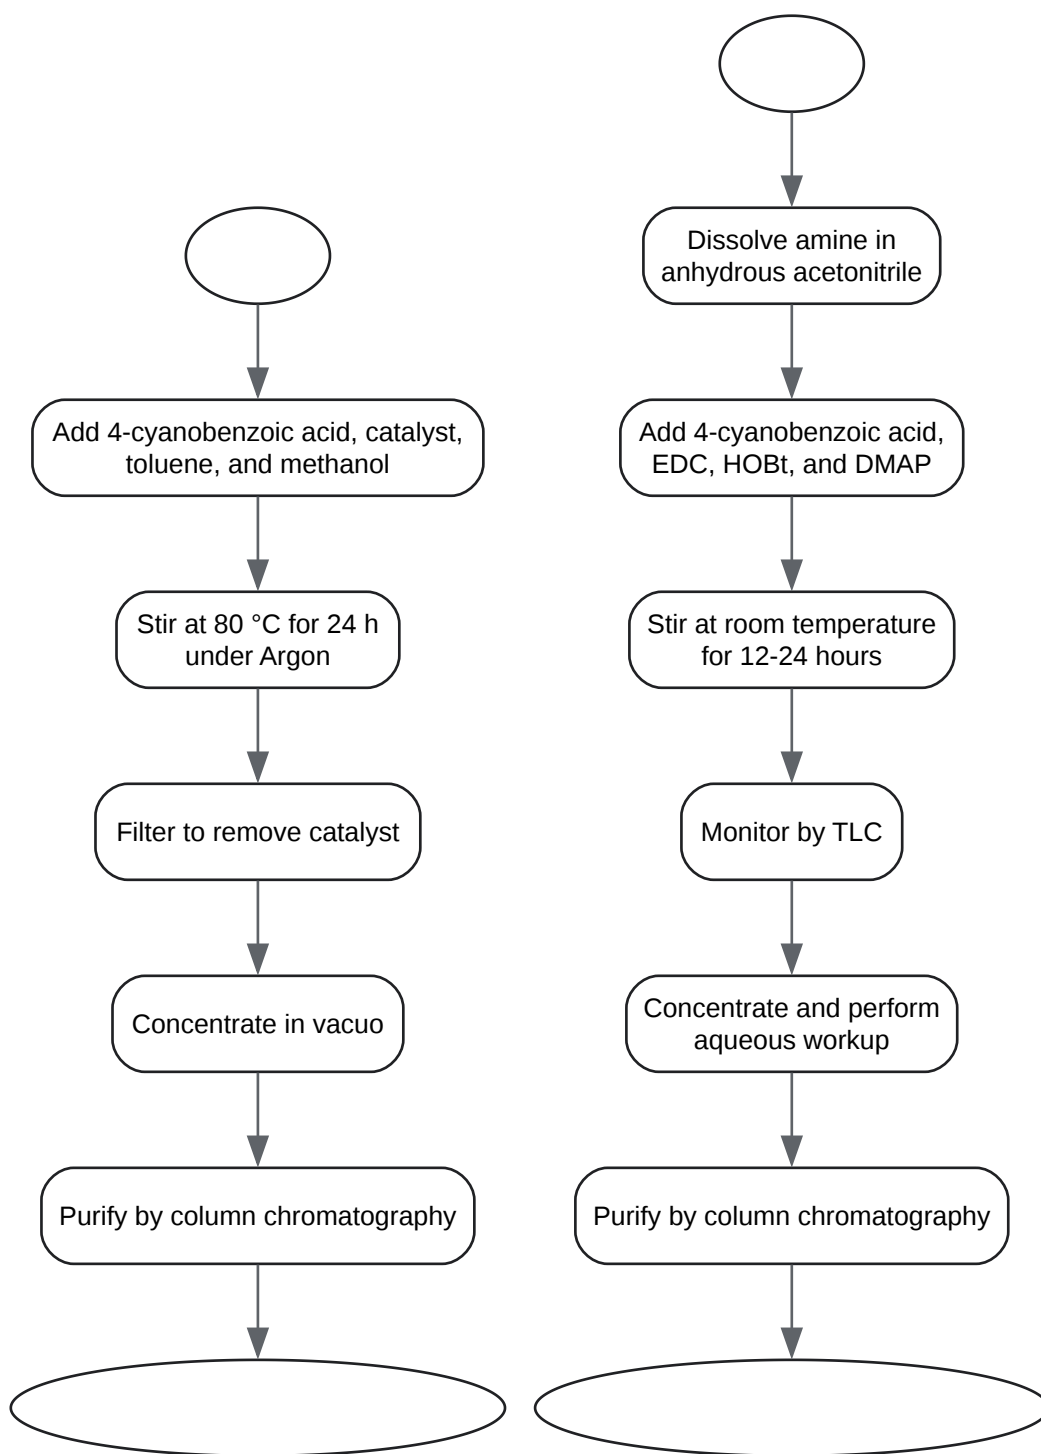 Add 4-cyanobenzoic acid, catalyst,
toluene, and methanol
Stir at 80 °C for 24 h
under Argon
Filter to remove catalyst
Concentrate in vacuo
Purify by column chromatography
Dissolve amine in
anhydrous acetonitrile
Add 4-cyanobenzoic acid,
EDC, HOBt, and DMAP
Stir at room temperature
for 12-24 hours
Monitor by TLC
Concentrate and perform
aqueous workup
Purify by column chromatography